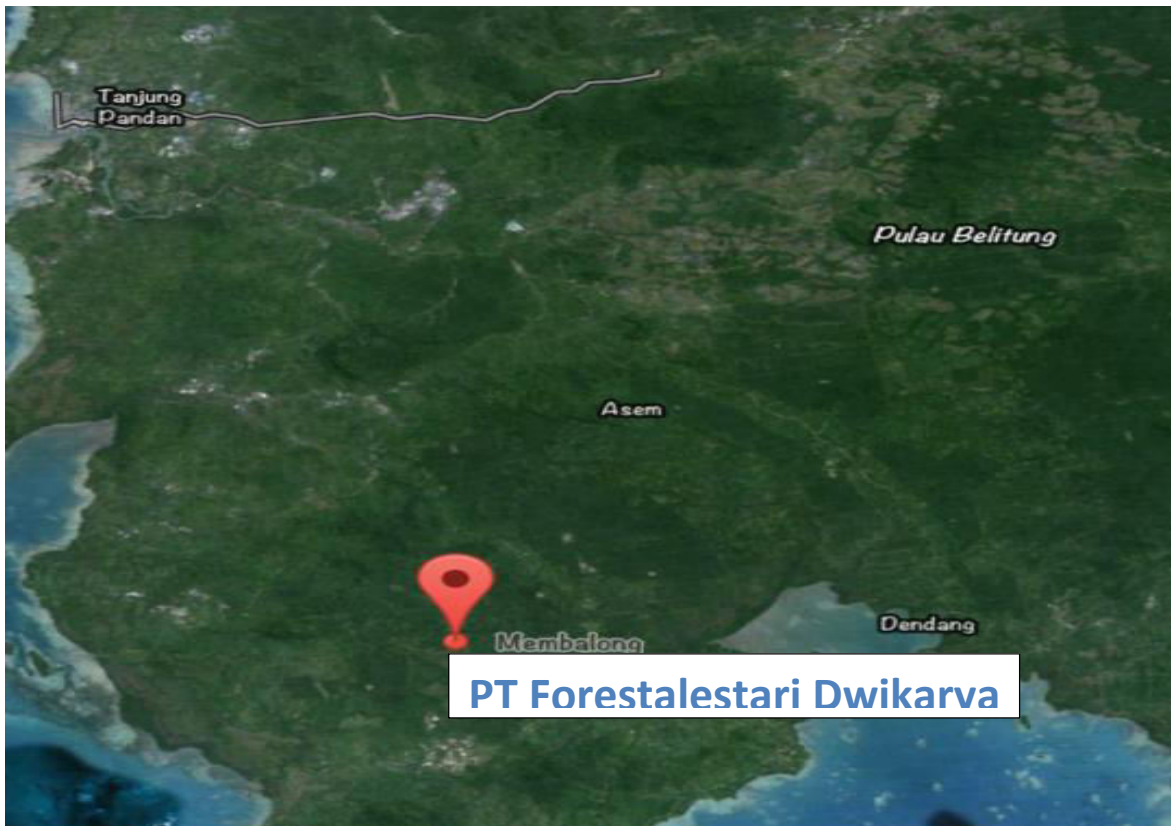 Tanjung
Pandan
Pulau Belitung
Asem
Dendang
Membalong
PT Forestalestari Dwikarya